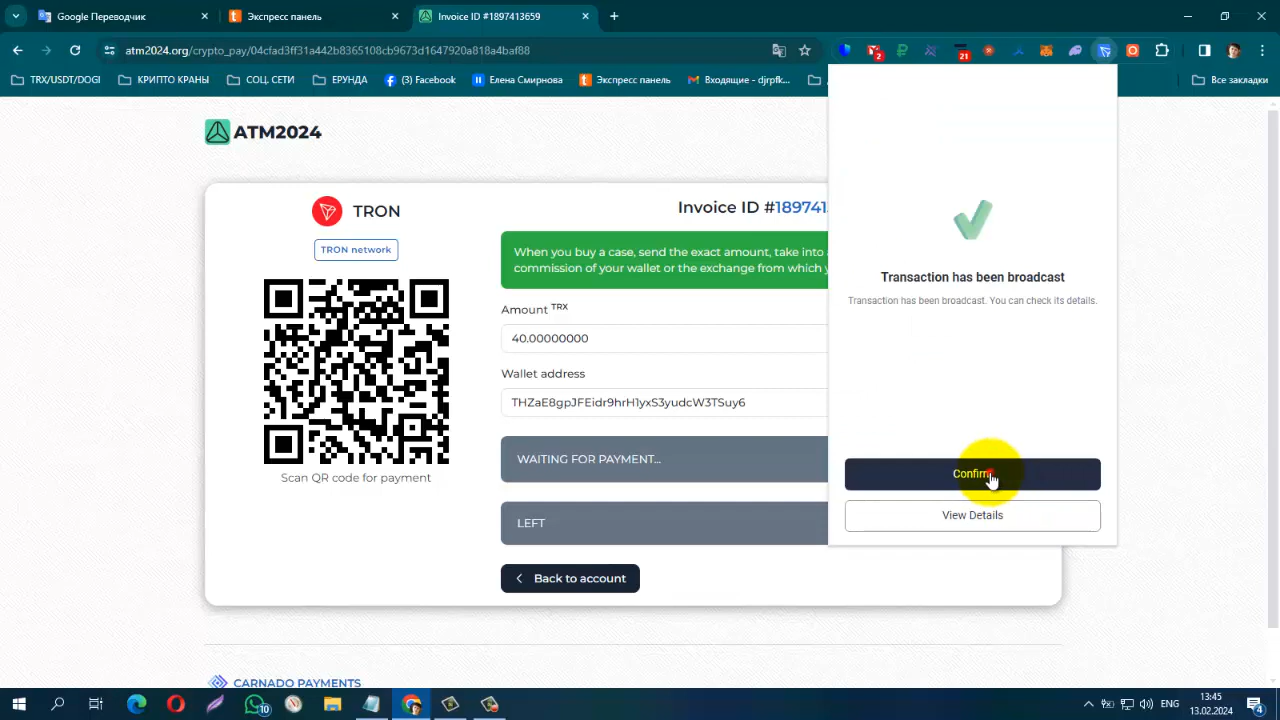 Google Переводчик
Экспресс панель
Invoice ID #1897413659
atm2024.org/crypto_pay/04cfad3ff31a442b8365108cb9673d1647920a818a4baf88
2
21
TRX/USDT/DOGI
КРИПТО КРАНЫ
СОЦ. СЕТИ
ЕРУНДА
(3) Facebook
Елена Смирнова
Экспресс панель
Входящие - djrpfk...
Все закладки
ATM2024
TRON
TRON network
Scan QR code for payment
Invoice ID #189741
When you buy a case, send the exact amount, take into
commission of your wallet or the exchange from which
Amount TRX
40.00000000
Wallet address
THZaE8gpJFEidr9hrH1yxS3yudcW3TSuy6
WAITING FOR PAYMENT...
LEFT
Back to account
Transaction has been broadcast
Transaction has been broadcast. You can check its details.
Confirm
View Details
CARNADO PAYMENTS
10
ENG
13:45
13.02.2024
4